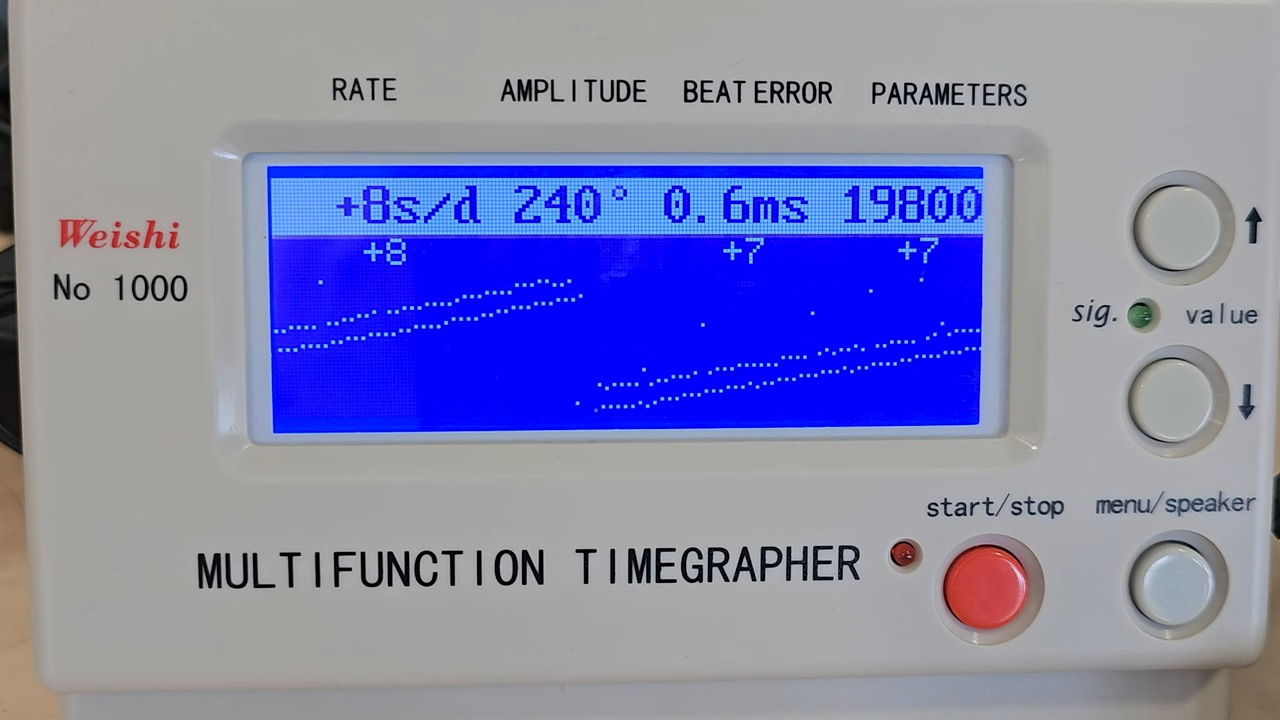 RATE AMPLITUDE BEAT ERROR PARAMETERS
+8s/d 240° 0.6ms 19800
+8 +7 +7
Weishi
No 1000
sig. value
start/stop menu/speaker
MULTIFUNCTION TIMEGRAPHER